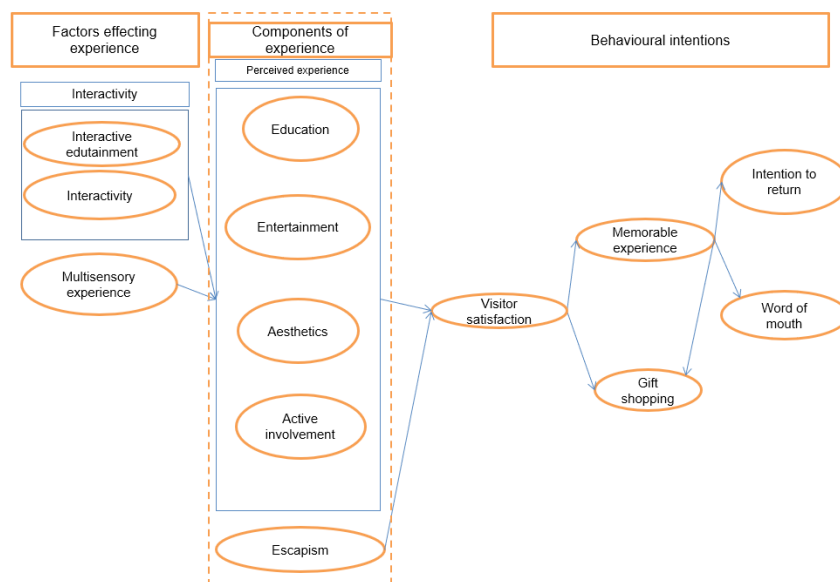 Factors effecting
experience
Components of
experience
Behavioural intentions
Perceived experience
Interactivity
Interactive
edutainment
Interactivity
Multisensory
experience
Education
Entertainment
Aesthetics
Active
involvement
Escapism
Visitor
satisfaction
Memorable
experience
Gift
shopping
Intention to
return
Word of
mouth